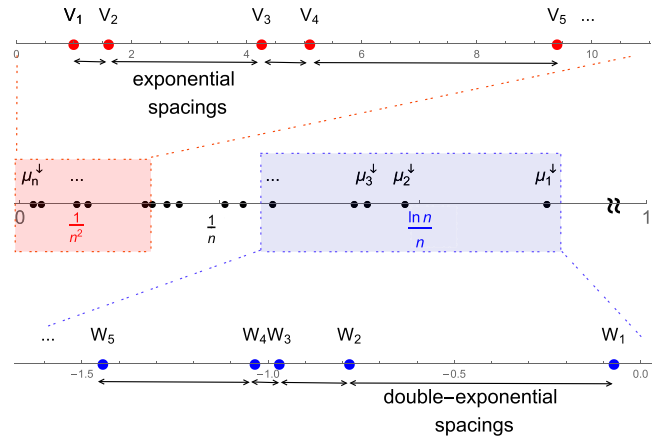 V₁ V₂ V₃ V₄ V₅ ...
0 2 4 6 8 10
exponential
spacings
μₙ↓ ... ... μ₃↓ μ₂↓ μ₁↓
0 1
1/n² 1/n ln n/n
... W₅ W₄ W₃ W₂ W₁
−1.5 −1.0 −0.5 0.0
double−exponential
spacings